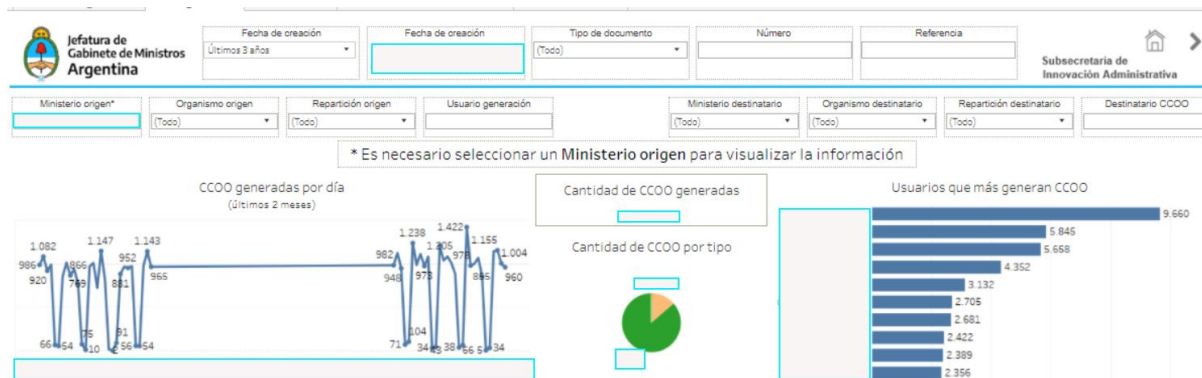 Jefatura de
Gabinete de Ministros
Argentina
Fecha de creación
Últimos 3 años
Fecha de creación
Tipo de documento
(Todo)
Número
Referencia
Subsecretaría de
Innovación Administrativa
Ministerio origen*
Organismo origen
(Todo)
Repartición origen
(Todo)
Usuario generación
Ministerio destinatario
(Todo)
Organismo destinatario
(Todo)
Repartición destinatario
(Todo)
Destinatario CCOO
* Es necesario seleccionar un Ministerio origen para visualizar la información
CCOO generadas por día
(últimos 2 meses)
1.082
986
920
866
769
1.147
881
952
1.143
965
66
54
75
10
91
56
54
982
948
1.238
973
1.422
978
1.155
895
1.004
960
71
104
34
43
38
66
34
Cantidad de CCOO generadas
Cantidad de CCOO por tipo
Usuarios que más generan CCOO
9.660
5.845
5.658
4.352
3.132
2.705
2.681
2.422
2.389
2.356